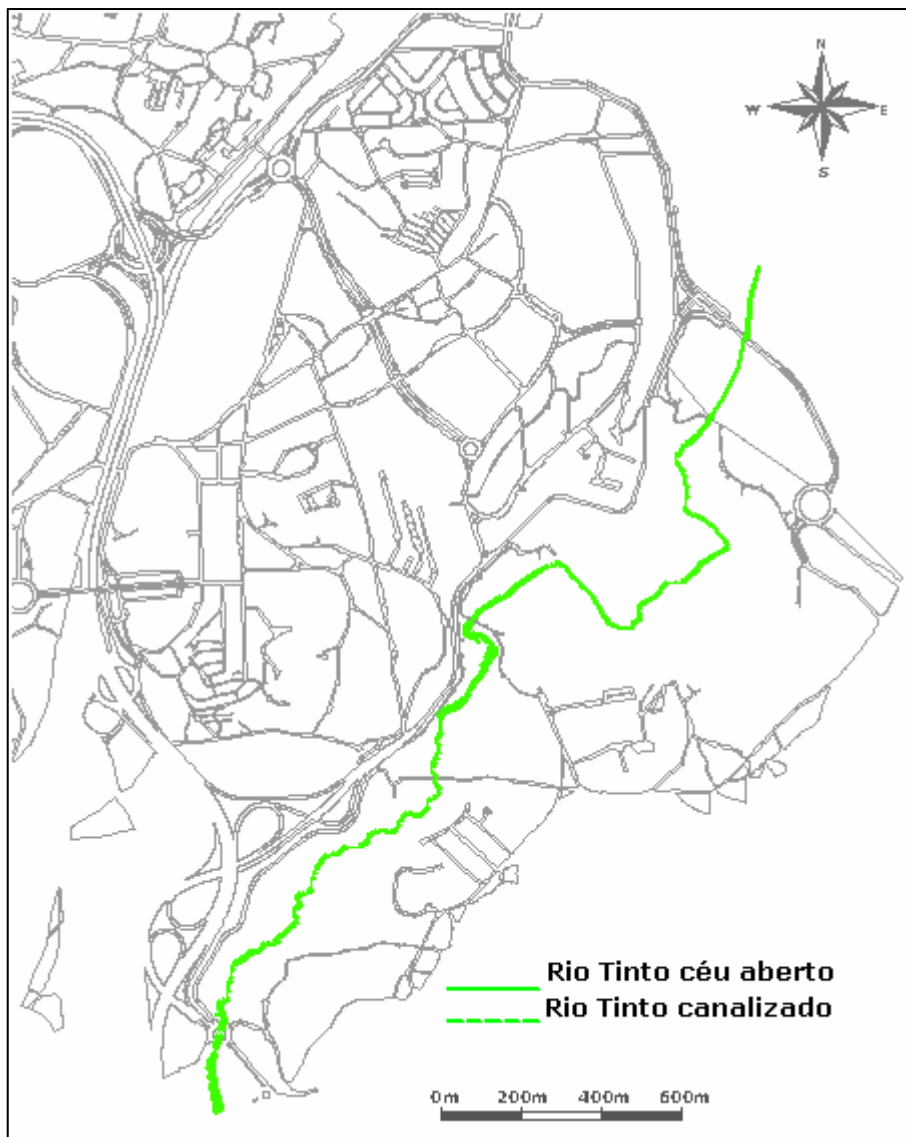 N
W E
S
Rio Tinto céu aberto
Rio Tinto canalizado
0m 200m 400m 600m